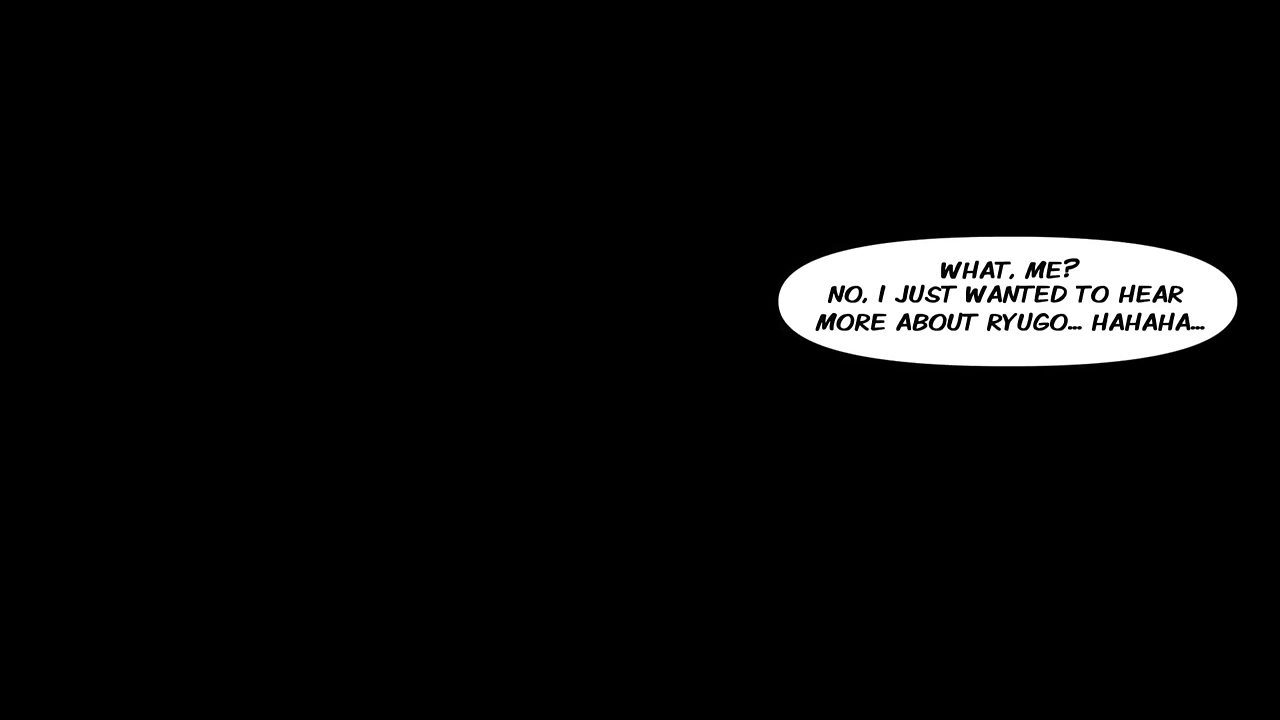 WHAT, ME?
NO, I JUST WANTED TO HEAR
MORE ABOUT RYUGO... HAHAHA...